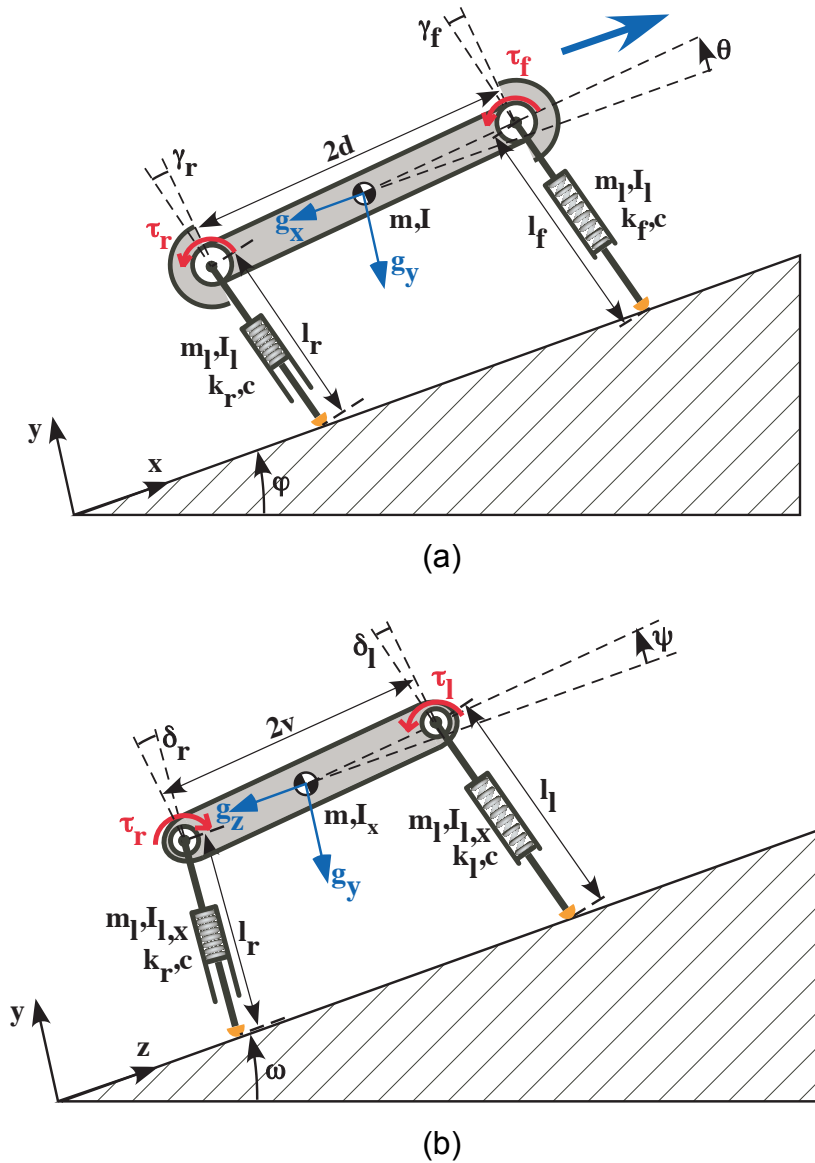 γf
τf
θ
γr
2d
ml,Il
kf,c
τr
gx
m,I
lf
gy
lr
ml,Il
kr,c
y
x
φ
(a)
δl
ψ
τl
2v
δr
gz
m,Ix
ll
τr
ml,Il,x
kl,c
gy
ml,Il,x
kr,c
lr
y
z
ω
(b)